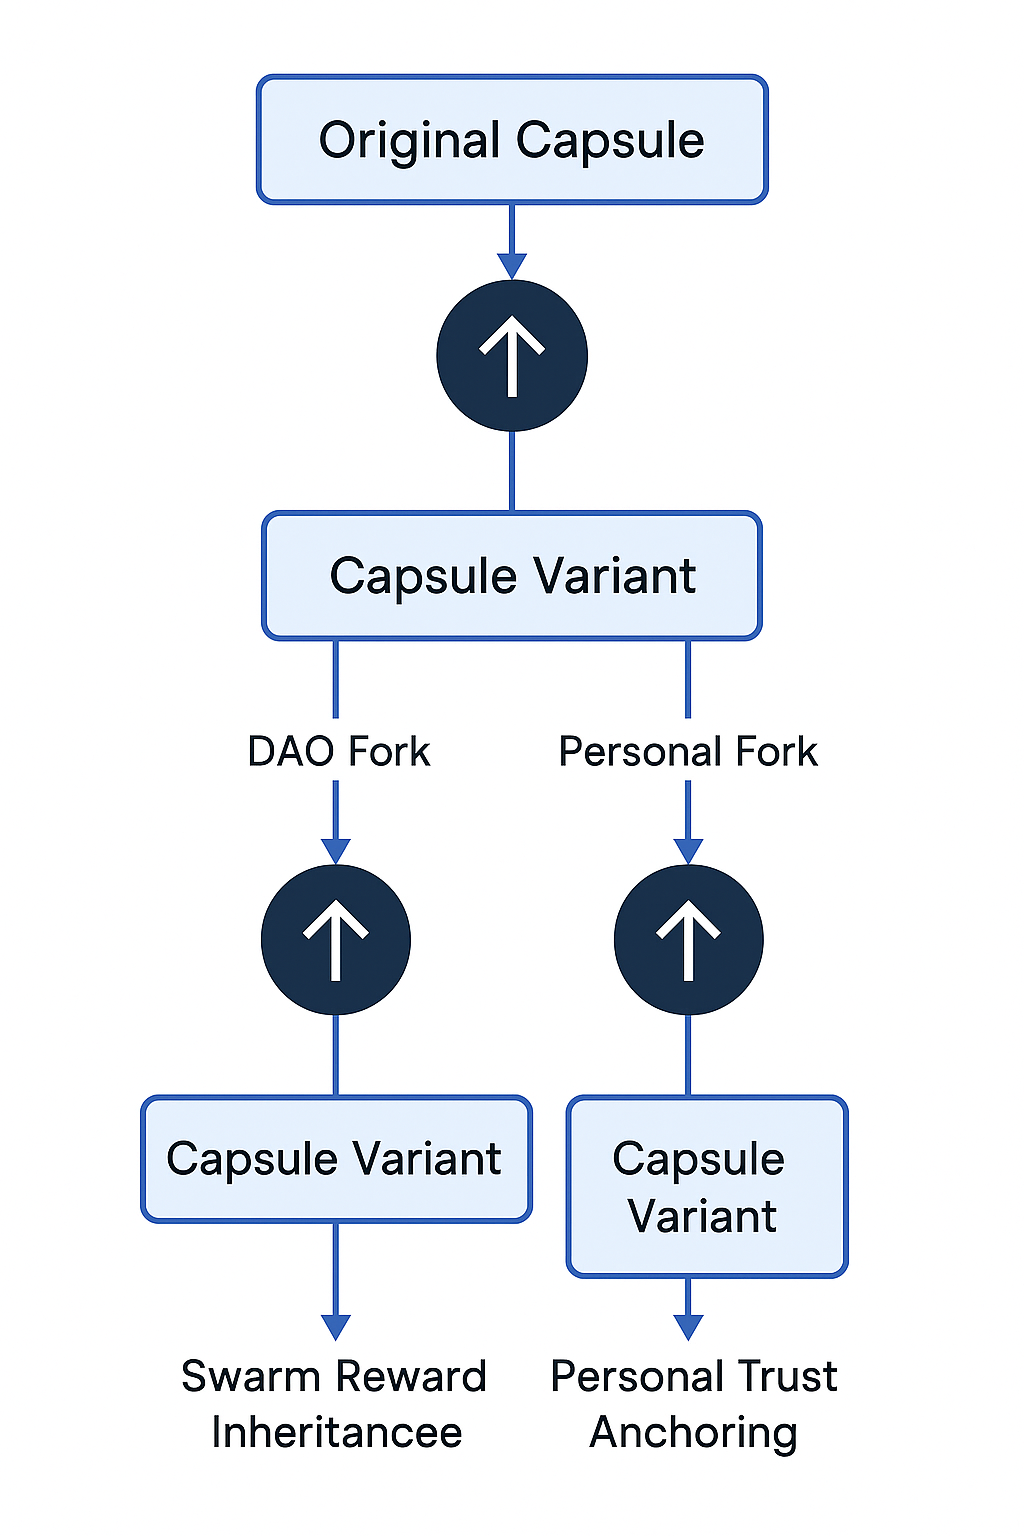 Original Capsule
Capsule Variant
DAO Fork
Personal Fork
Capsule Variant
Capsule
Variant
Swarm Reward
Inheritancee
Personal Trust
Anchoring